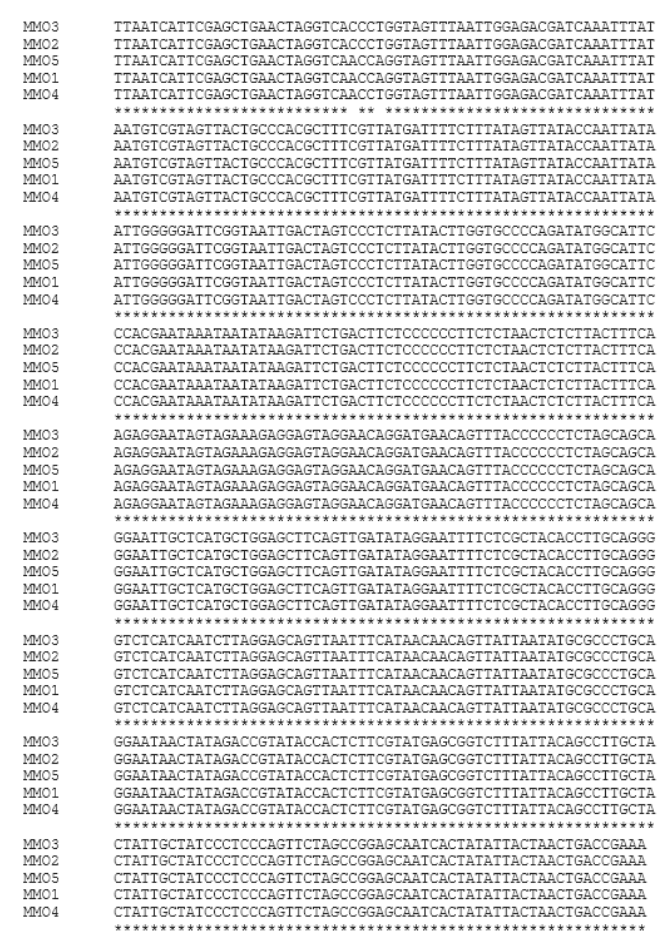 MMO3 TTAATCATTCGAGCTGAACTAGGTCACCCTGGTAGTTTAATTGGAGACGATCAAATTTAT
MMO2 TTAATCATTCGAGCTGAACTAGGTCACCCTGGTAGTTTAATTGGAGACGATCAAATTTAT
MMO5 TTAATCATTCGAGCTGAACTAGGTCAACCAGGTAGTTTAATTGGAGACGATCAAATTTAT
MMO1 TTAATCATTCGAGCTGAACTAGGTCAACCAGGTAGTTTAATTGGAGACGATCAAATTTAT
MMO4 TTAATCATTCGAGCTGAACTAGGTCAACCTGGTAGTTTAATTGGAGACGATCAAATTTAT
************************** ** ******************************
MMO3 AATGTCGTAGTTACTGCCCACGCTTTCGTTATGATTTTCTTTATAGTTATACCAATTATA
MMO2 AATGTCGTAGTTACTGCCCACGCTTTCGTTATGATTTTCTTTATAGTTATACCAATTATA
MMO5 AATGTCGTAGTTACTGCCCACGCTTTCGTTATGATTTTCTTTATAGTTATACCAATTATA
MMO1 AATGTCGTAGTTACTGCCCACGCTTTCGTTATGATTTTCTTTATAGTTATACCAATTATA
MMO4 AATGTCGTAGTTACTGCCCACGCTTTCGTTATGATTTTCTTTATAGTTATACCAATTATA
************************************************************
MMO3 ATTGGGGGATTCGGTAATTGACTAGTCCCTCTTATACTTGGTGCCCCAGATATGGCATTC
MMO2 ATTGGGGGATTCGGTAATTGACTAGTCCCTCTTATACTTGGTGCCCCAGATATGGCATTC
MMO5 ATTGGGGGATTCGGTAATTGACTAGTCCCTCTTATACTTGGTGCCCCAGATATGGCATTC
MMO1 ATTGGGGGATTCGGTAATTGACTAGTCCCTCTTATACTTGGTGCCCCAGATATGGCATTC
MMO4 ATTGGGGGATTCGGTAATTGACTAGTCCCTCTTATACTTGGTGCCCCAGATATGGCATTC
************************************************************
MMO3 CCACGAATAAATAATATAAGATTCTGACTTCTCCCCCCTTCTCTAACTCTCTTACTTTCA
MMO2 CCACGAATAAATAATATAAGATTCTGACTTCTCCCCCCTTCTCTAACTCTCTTACTTTCA
MMO5 CCACGAATAAATAATATAAGATTCTGACTTCTCCCCCCTTCTCTAACTCTCTTACTTTCA
MMO1 CCACGAATAAATAATATAAGATTCTGACTTCTCCCCCCTTCTCTAACTCTCTTACTTTCA
MMO4 CCACGAATAAATAATATAAGATTCTGACTTCTCCCCCCTTCTCTAACTCTCTTACTTTCA
************************************************************
MMO3 AGAGGAATAGTAGAAAGAGGAGTAGGAACAGGATGAACAGTTTACCCCCCTCTAGCAGCA
MMO2 AGAGGAATAGTAGAAAGAGGAGTAGGAACAGGATGAACAGTTTACCCCCCTCTAGCAGCA
MMO5 AGAGGAATAGTAGAAAGAGGAGTAGGAACAGGATGAACAGTTTACCCCCCTCTAGCAGCA
MMO1 AGAGGAATAGTAGAAAGAGGAGTAGGAACAGGATGAACAGTTTACCCCCCTCTAGCAGCA
MMO4 AGAGGAATAGTAGAAAGAGGAGTAGGAACAGGATGAACAGTTTACCCCCCTCTAGCAGCA
************************************************************
MMO3 GGAATTGCTCATGCTGGAGCTTCAGTTGATATAGGAATTTTCTCGCTACACCTTGCAGGG
MMO2 GGAATTGCTCATGCTGGAGCTTCAGTTGATATAGGAATTTTCTCGCTACACCTTGCAGGG
MMO5 GGAATTGCTCATGCTGGAGCTTCAGTTGATATAGGAATTTTCTCGCTACACCTTGCAGGG
MMO1 GGAATTGCTCATGCTGGAGCTTCAGTTGATATAGGAATTTTCTCGCTACACCTTGCAGGG
MMO4 GGAATTGCTCATGCTGGAGCTTCAGTTGATATAGGAATTTTCTCGCTACACCTTGCAGGG
************************************************************
MMO3 GTCTCATCAATCTTAGGAGCAGTTAATTTCATAACAACAGTTATTAATATGCGCCCTGCA
MMO2 GTCTCATCAATCTTAGGAGCAGTTAATTTCATAACAACAGTTATTAATATGCGCCCTGCA
MMO5 GTCTCATCAATCTTAGGAGCAGTTAATTTCATAACAACAGTTATTAATATGCGCCCTGCA
MMO1 GTCTCATCAATCTTAGGAGCAGTTAATTTCATAACAACAGTTATTAATATGCGCCCTGCA
MMO4 GTCTCATCAATCTTAGGAGCAGTTAATTTCATAACAACAGTTATTAATATGCGCCCTGCA
************************************************************
MMO3 GGAATAACTATAGACCGTATACCACTCTTCGTATGAGCGGTCTTTATTACAGCCTTGCTA
MMO2 GGAATAACTATAGACCGTATACCACTCTTCGTATGAGCGGTCTTTATTACAGCCTTGCTA
MMO5 GGAATAACTATAGACCGTATACCACTCTTCGTATGAGCGGTCTTTATTACAGCCTTGCTA
MMO1 GGAATAACTATAGACCGTATACCACTCTTCGTATGAGCGGTCTTTATTACAGCCTTGCTA
MMO4 GGAATAACTATAGACCGTATACCACTCTTCGTATGAGCGGTCTTTATTACAGCCTTGCTA
************************************************************
MMO3 CTATTGCTATCCCTCCCAGTTCTAGCCGGAGCAATCACTATATTACTAACTGACCGAAA
MMO2 CTATTGCTATCCCTCCCAGTTCTAGCCGGAGCAATCACTATATTACTAACTGACCGAAA
MMO5 CTATTGCTATCCCTCCCAGTTCTAGCCGGAGCAATCACTATATTACTAACTGACCGAAA
MMO1 CTATTGCTATCCCTCCCAGTTCTAGCCGGAGCAATCACTATATTACTAACTGACCGAAA
MMO4 CTATTGCTATCCCTCCCAGTTCTAGCCGGAGCAATCACTATATTACTAACTGACCGAAA
***********************************************************